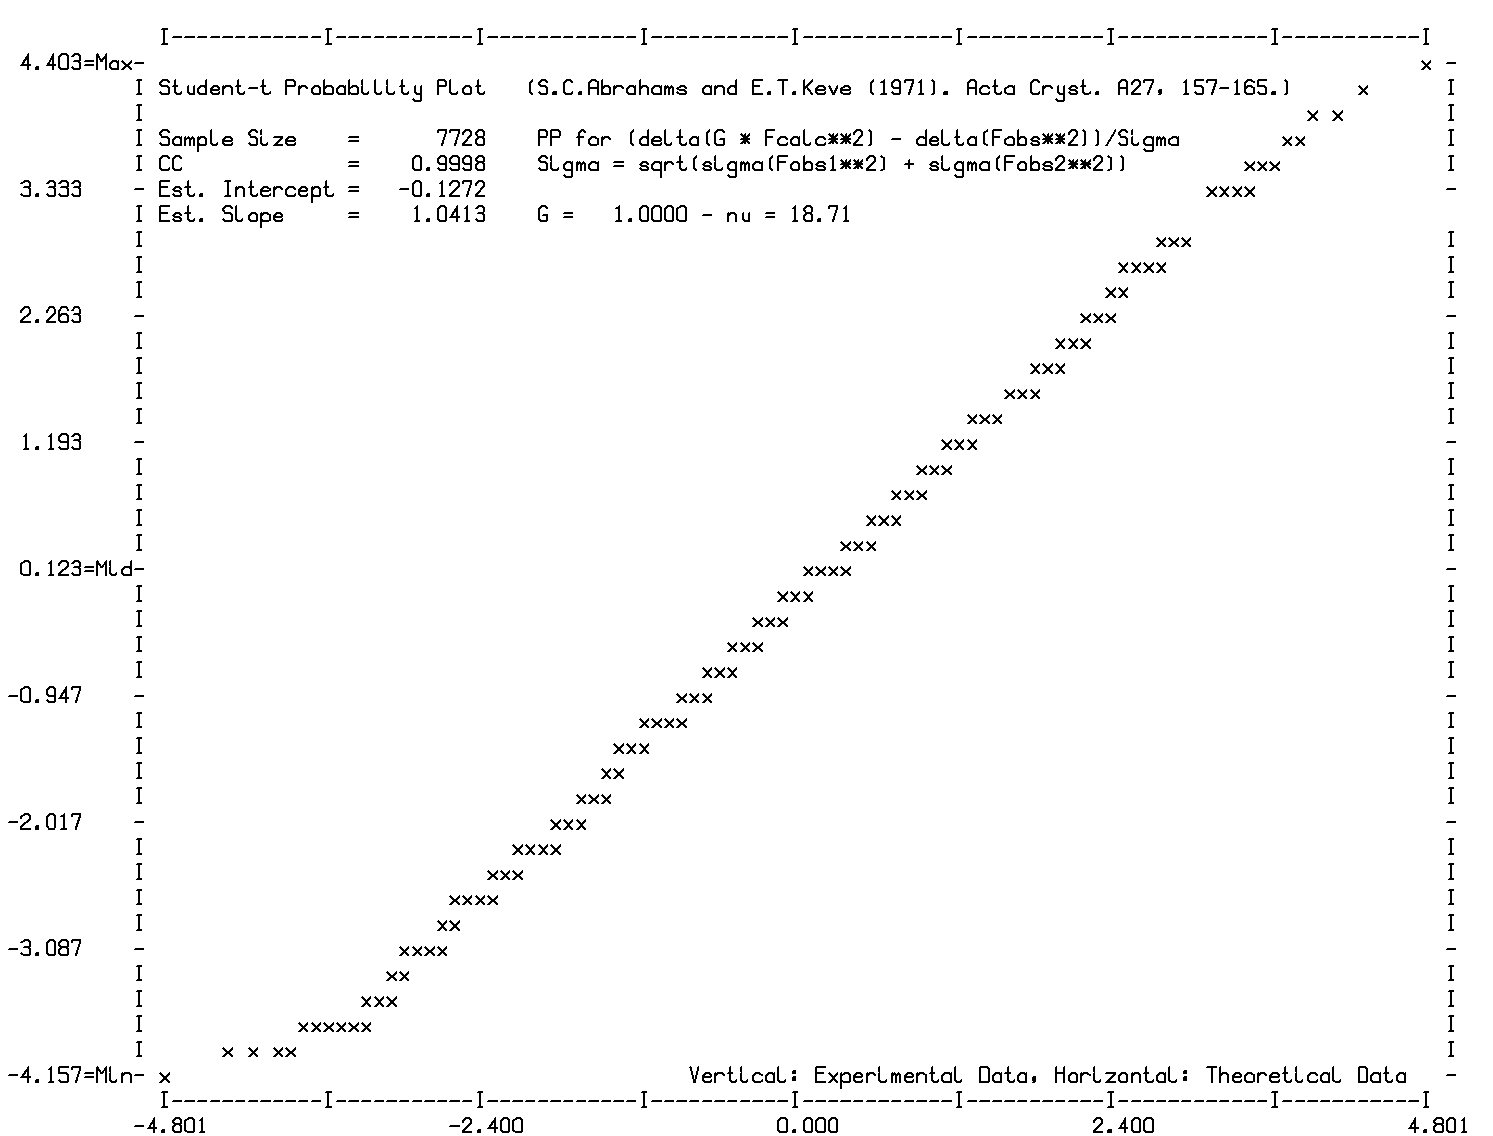 4.403=Max-
Student-t Probability Plot (S.C.Abrahams and E.T.Keve (1971). Acta Cryst. A27, 157-165.)
Sample Size = 7728 PP for (delta(G * Fcalc**2) - delta(Fobs**2))/Sigma
CC = 0.9998 Sigma = sqrt(sigma(Fobs1**2) + sigma(Fobs2**2))
3.333 - Est. Intercept = -0.1272
Est. Slope = 1.0413 G = 1.0000 - nu = 18.71
2.263
1.193
0.123=Mid-
-0.947
-2.017
-3.087
-4.157=Min- Vertical: Experimental Data, Horizontal: Theoretical Data
-4.801 -2.400 0.000 2.400 4.801